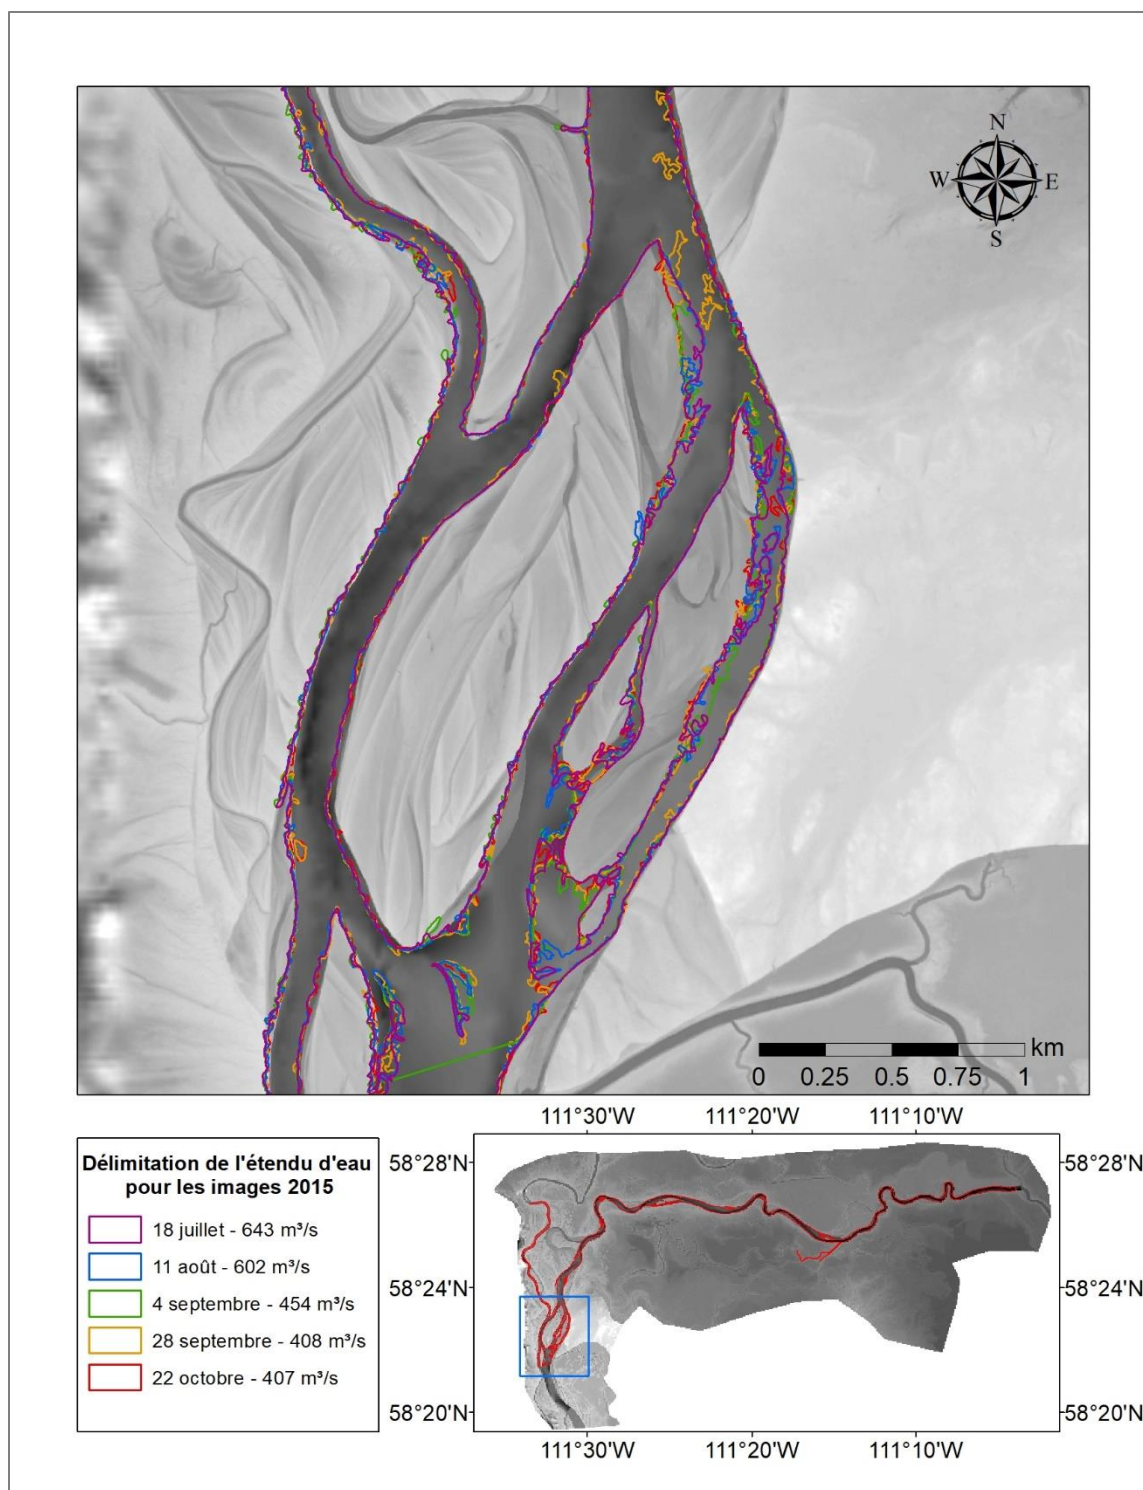 N
W
E
S
km
0 0.25 0.5 0.75 1
111°30'W 111°20'W 111°10'W
Délimitation de l'étendu d'eau
pour les images 2015
18 juillet - 643 m³/s
11 août - 602 m³/s
4 septembre - 454 m³/s
28 septembre - 408 m³/s
22 octobre - 407 m³/s
58°28'N 58°28'N
58°24'N 58°24'N
58°20'N 58°20'N
111°30'W 111°20'W 111°10'W